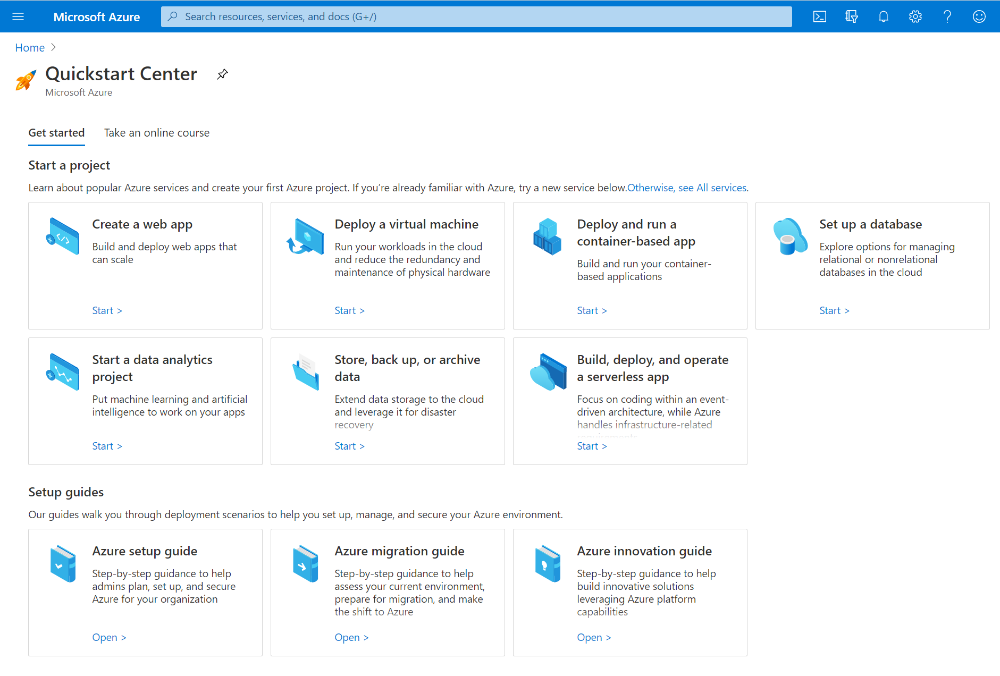 Microsoft Azure
Search resources, services, and docs (G+/)
Home
Quickstart Center
Microsoft Azure
Get started
Take an online course
Start a project
Learn about popular Azure services and create your first Azure project. If you’re already familiar with Azure, try a new service below.Otherwise, see All services.
Create a web app
Build and deploy web apps that
can scale
Start >
Deploy a virtual machine
Run your workloads in the cloud
and reduce the redundancy and
maintenance of physical hardware
Start >
Deploy and run a
container-based app
Build and run your container-
based applications
Start >
Set up a database
Explore options for managing
relational or nonrelational
databases in the cloud
Start >
Start a data analytics
project
Put machine learning and artificial
intelligence to work on your apps
Start >
Store, back up, or archive
data
Extend data storage to the cloud
and leverage it for disaster
recovery
Start >
Build, deploy, and operate
a serverless app
Focus on coding within an event-
driven architecture, while Azure
handles infrastructure-related
requirements
Start >
Setup guides
Our guides walk you through deployment scenarios to help you set up, manage, and secure your Azure environment.
Azure setup guide
Step-by-step guidance to help
admins plan, set up, and secure
Azure for your organization
Open >
Azure migration guide
Step-by-step guidance to help
assess your current environment,
prepare for migration, and make
the shift to Azure
Open >
Azure innovation guide
Step-by-step guidance to help
build innovative solutions
leveraging Azure platform
capabilities
Open >